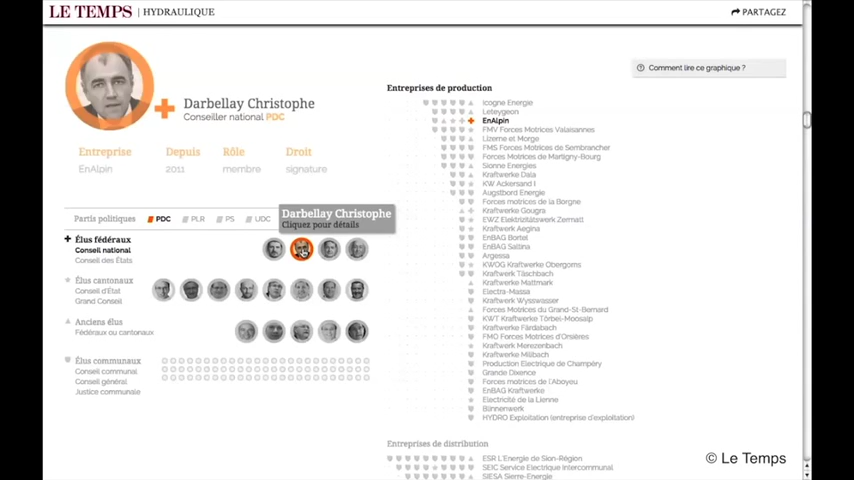 LE TEMPS | HYDRAULIQUE
PARTAGEZ
Comment lire ce graphique ?
Darbellay Christophe
Conseiller national PDC
Entreprise Depuis Rôle Droit
EnAlpin 2011 membre signature
Partis politiques PDC PLR PS UDC
Darbellay Christophe
Cliquez pour détails
Élus fédéraux
Conseil national
Conseil des États
Élus cantonaux
Conseil d'État
Grand Conseil
Anciens élus
Fédéraux ou cantonaux
Élus communaux
Conseil communal
Conseil général
Justice communale
Entreprises de production
Icogne Energie
Leteygeon
EnAlpin
FMV Forces Motrices Valaisannes
Lizerne et Morge
FMS Forces Motrices de Sembrancher
Forces Motrices de Martigny-Bourg
Sionne Energies
Kraftwerke Dala
KW Ackersand I
Augstbord Energie
Forces motrices de la Borgne
Kraftwerke Gougra
EWZ Elektrizitätswerk Zermatt
Kraftwerk Aegina
EnBAG Bortel
EnBAG Saltina
Argessa
KWOG Kraftwerke Obergoms
Kraftwerk Täschbach
Kraftwerke Mattmark
Electra-Massa
Kraftwerk Wysswasser
Forces Motrices du Grand-St-Bernard
KWT Kraftwerke Törbel-Moosalp
Kraftwerke Färdabach
FMO Forces Motrices d'Orsières
Kraftwerk Merezenbach
Kraftwerke Milibach
Production Electrique de Champéry
Grande Dixence
Forces motrices de l'Aboyeu
EnBAG Kraftwerke
Electricité de la Lienne
Bünnenwerk
HYDRO Exploitation (entreprise d'exploitation)
Entreprises de distribution
ESR L'Energie de Sion-Région
SEIC Service Electrique Intercommunal
SIESA Sierre-Energie
© Le Temps